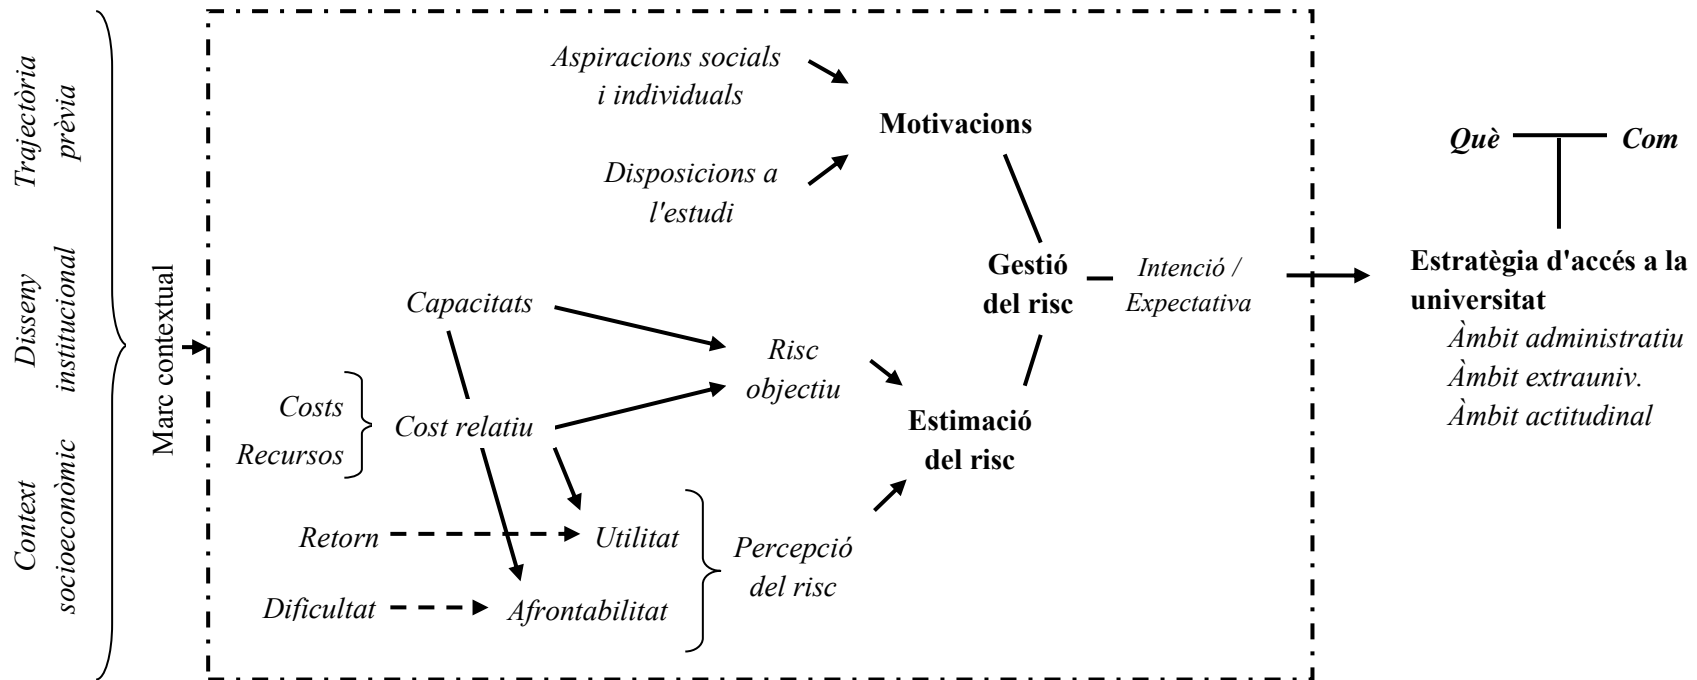 Trajectòria
prèvia
Disseny
institucional
Context
socioeconòmic
Marc contextual
Aspiracions socials
i individuals
Motivacions
Disposicions a
l'estudi
Capacitats
Costs
Recursos
Cost relatiu
Risc
objectiu
Retorn
Utilitat
Dificultat
Afrontabilitat
Percepció
del risc
Estimació
del risc
Gestió
del risc
Intenció /
Expectativa
Què
Com
Estratègia d'accés a la
universitat
Àmbit administratiu
Àmbit extrauniv.
Àmbit actitudinal